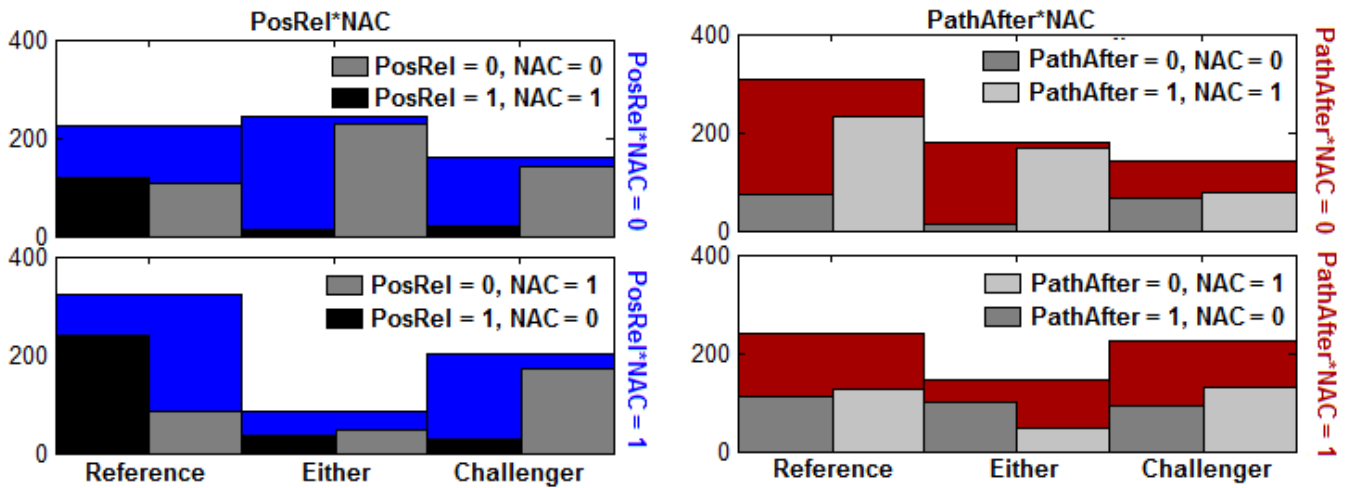 PosRel*NAC
400
200
0
PosRel = 0, NAC = 0
PosRel = 1, NAC = 1
PosRel*NAC = 0
400
200
0
PosRel = 0, NAC = 1
PosRel = 1, NAC = 0
PosRel*NAC = 1
Reference Either Challenger
PathAfter*NAC
400
200
0
PathAfter = 0, NAC = 0
PathAfter = 1, NAC = 1
PathAfter*NAC = 0
400
200
0
PathAfter = 0, NAC = 1
PathAfter = 1, NAC = 0
PathAfter*NAC = 1
Reference Either Challenger